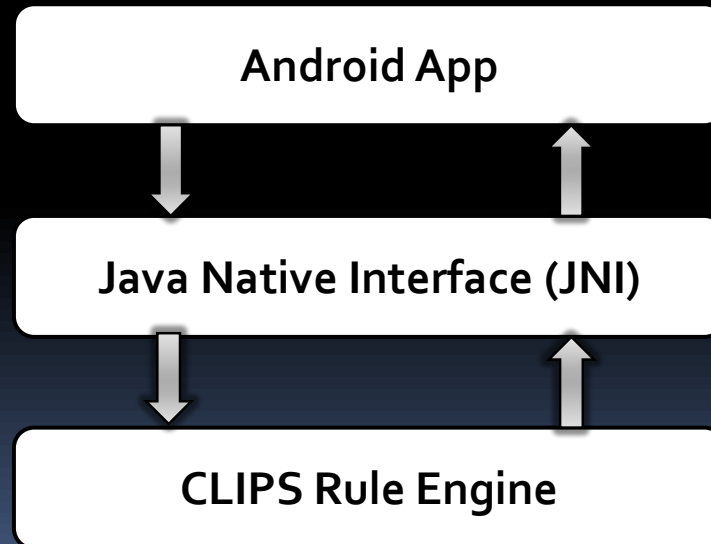 Android App
Java Native Interface (JNI)
CLIPS Rule Engine